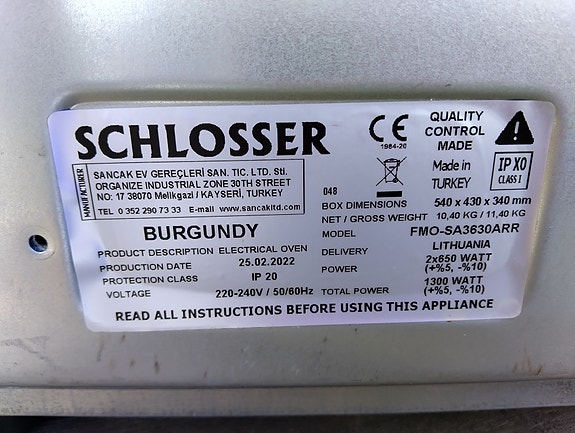 SCHLOSSER
MANUFACTURER
SANCAK EV GEREÇLERİ SAN. TIC. LTD. Sti.
ORGANIZE INDUSTRIAL ZONE 30TH STREET
NO: 17 38070 Melikgazi / KAYSERİ, TURKEY
TEL 0 352 290 73 33 E-mail www.sancakltd.com
CE
1984-20
QUALITY
CONTROL
MADE
Made in
TURKEY
IP X0
CLASS I
048
BOX DIMENSIONS 540 x 430 x 340 mm
NET / GROSS WEIGHT 10,40 KG / 11,40 KG
BURGUNDY
MODEL FMO-SA3630ARR
PRODUCT DESCRIPTION ELECTRICAL OVEN
DELIVERY LITHUANIA
PRODUCTION DATE 25.02.2022
POWER 2x650 WATT
(+%5, -%10)
PROTECTION CLASS IP 20
VOLTAGE 220-240V / 50/60Hz
TOTAL POWER 1300 WATT
(+%5, -%10)
READ ALL INSTRUCTIONS BEFORE USING THIS APPLIANCE